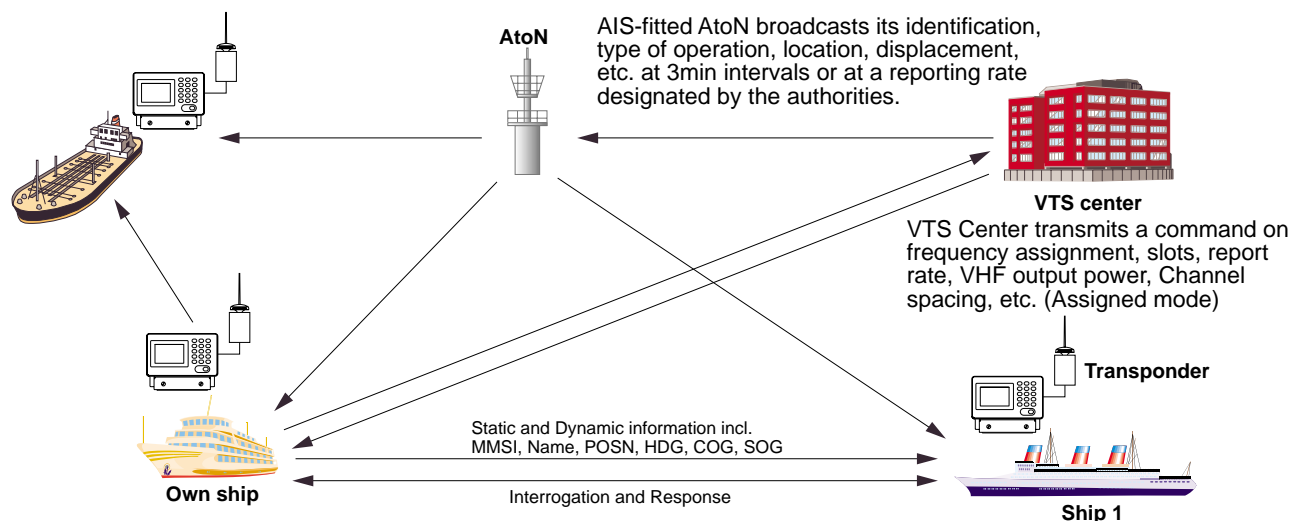 AtoN
AIS-fitted AtoN broadcasts its identification,
type of operation, location, displacement,
etc. at 3min intervals or at a reporting rate
designated by the authorities.
VTS center
VTS Center transmits a command on
frequency assignment, slots, report
rate, VHF output power, Channel
spacing, etc. (Assigned mode)
Transponder
Static and Dynamic information incl.
MMSI, Name, POSN, HDG, COG, SOG
Own ship
Interrogation and Response
Ship 1